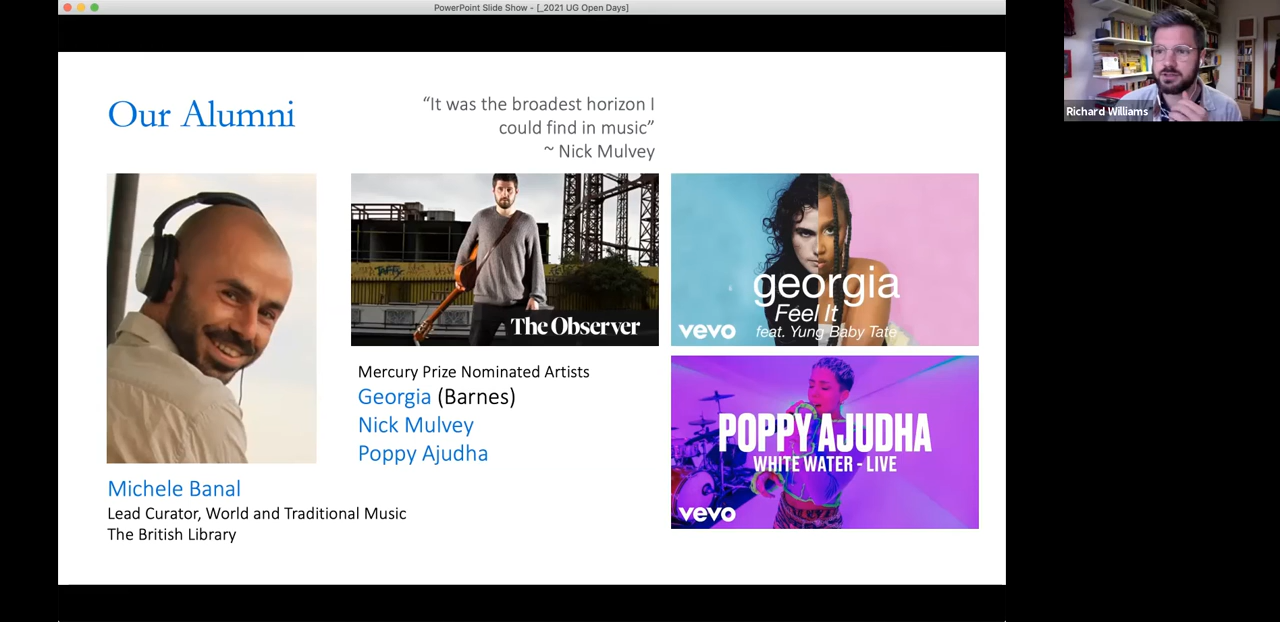 PowerPoint Slide Show - [_2021 UG Open Days]
Our Alumni
“It was the broadest horizon I
could find in music”
~ Nick Mulvey
The Observer
georgia
Feel It
feat. Yung Baby Tate
vevo
Mercury Prize Nominated Artists
Georgia (Barnes)
Nick Mulvey
Poppy Ajudha
POPPY AJUDHA
WHITE WATER - LIVE
vevo
Michele Banal
Lead Curator, World and Traditional Music
The British Library
Richard Williams